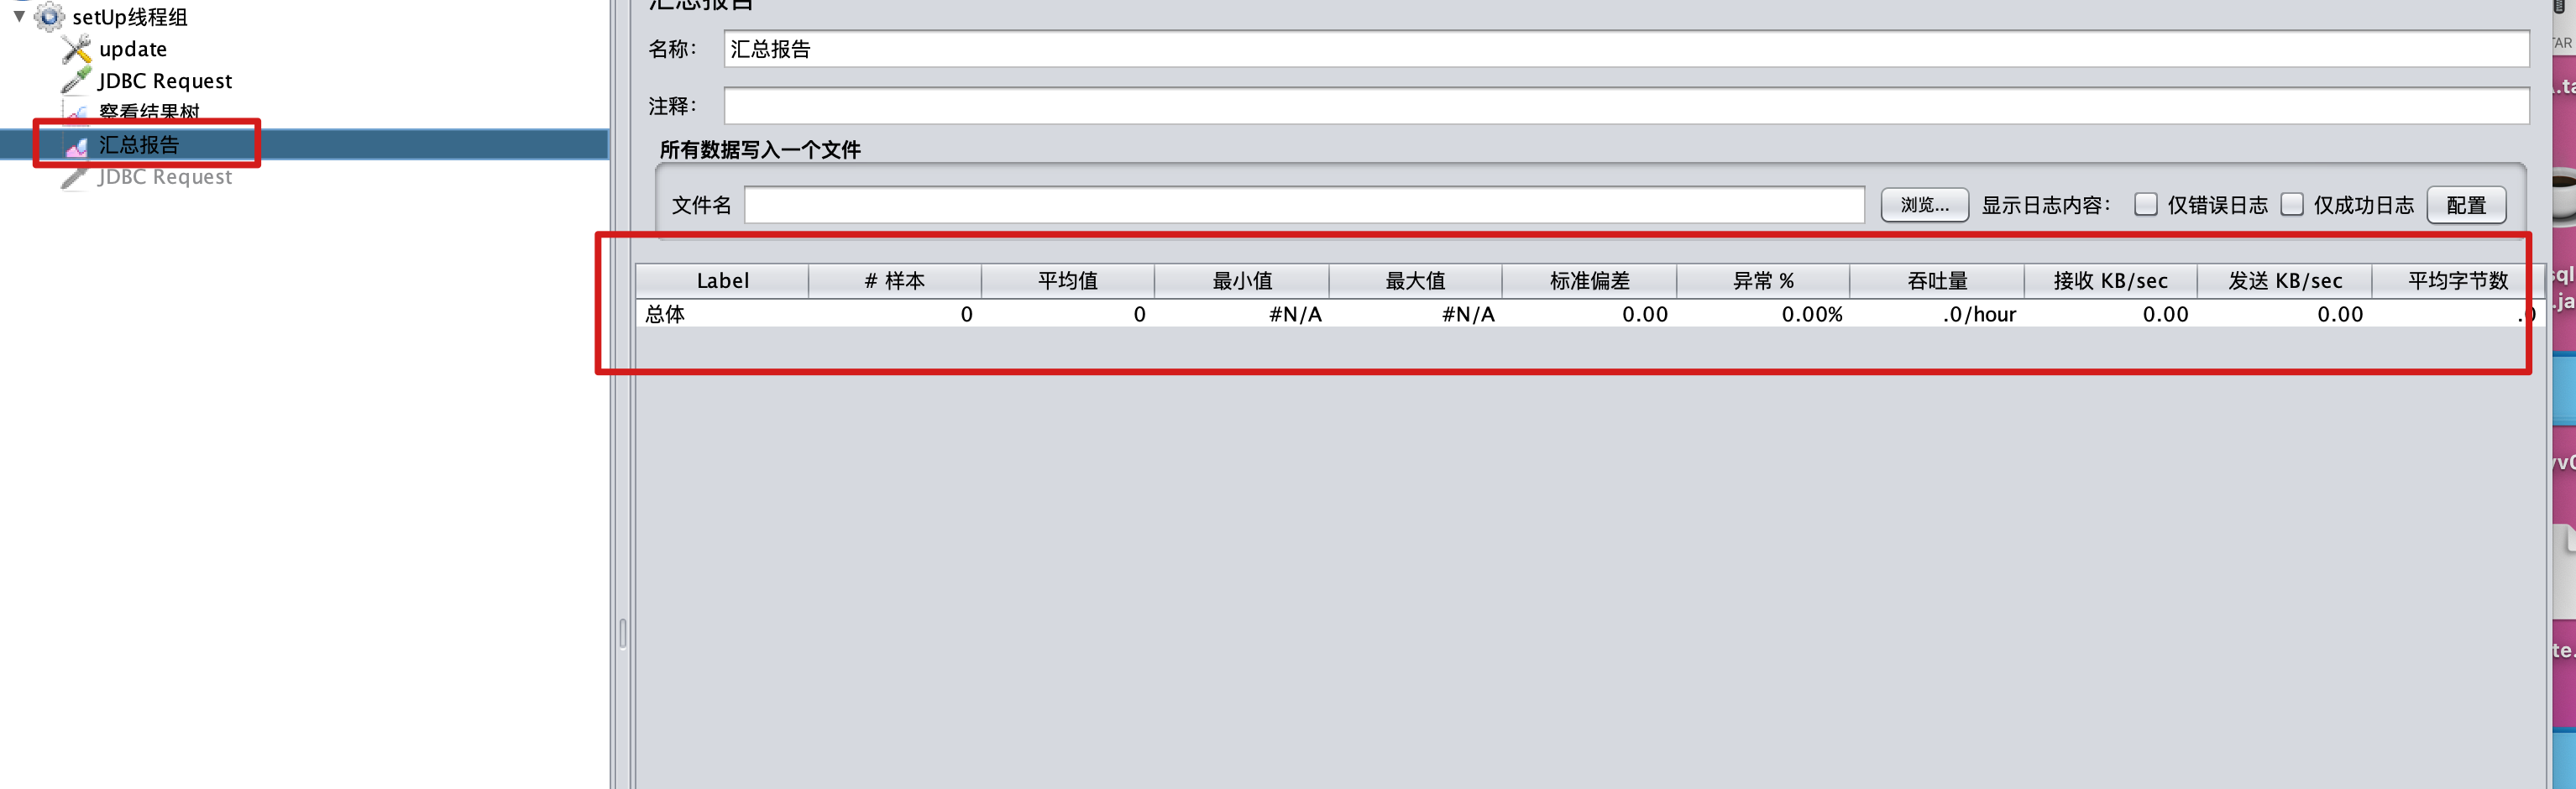 setUp线程组
update
JDBC Request
察看结果树
汇总报告
JDBC Request
汇总报告
名称： 汇总报告
注释：
所有数据写入一个文件
文件名 浏览... 显示日志内容： 仅错误日志 仅成功日志 配置
Label # 样本 平均值 最小值 最大值 标准偏差 异常 % 吞吐量 接收 KB/sec 发送 KB/sec 平均字节数
总体 0 0 #N/A #N/A 0.00 0.00% .0/hour 0.00 0.00 .0
TAR
.ta
sql
.ja
te.